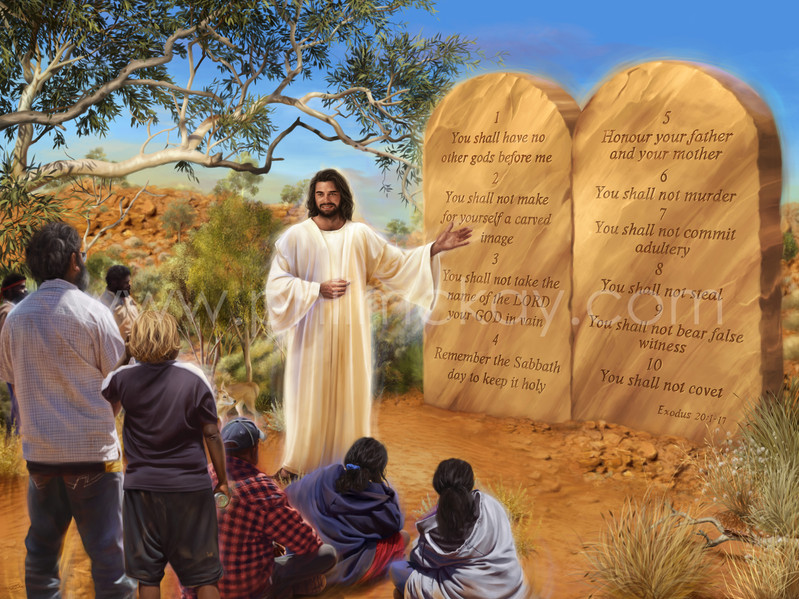 1
You shall have no
other gods before me
2
You shall not make
for yourself a carved
image
3
You shall not take the
name of the LORD
your GOD in vain
4
Remember the Sabbath
day to keep it holy
5
Honour your father
and your mother
6
You shall not murder
7
You shall not commit
adultery
8
You shall not steal
9
You shall not bear false
witness
10
You shall not covet
Exodus 20:1-17